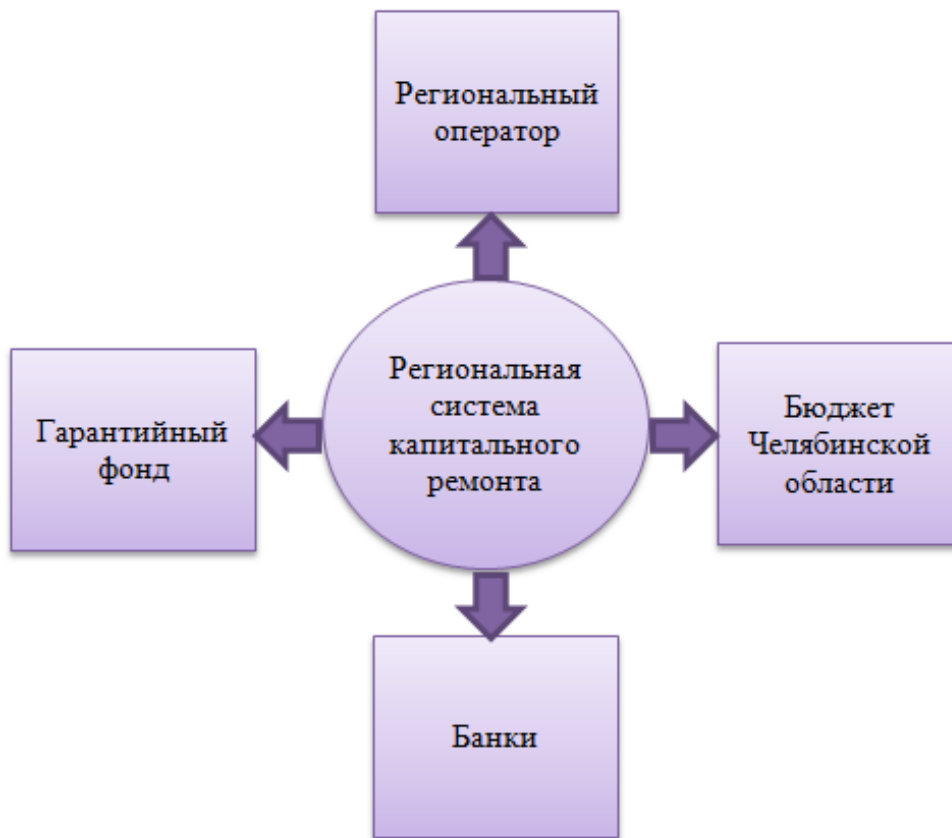 Региональный
оператор
Гарантийный
фонд
Региональная
система
капитального
ремонта
Бюджет
Челябинской
области
Банки